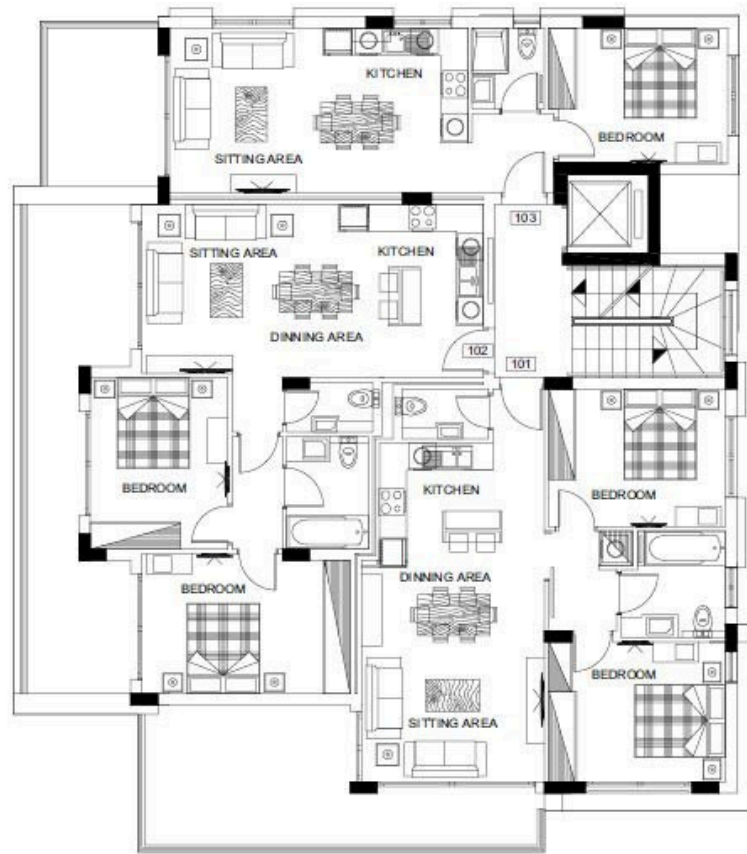 KITCHEN
BEDROOM
SITTING AREA
103
SITTING AREA
KITCHEN
DINNING AREA
102
101
BEDROOM
KITCHEN
BEDROOM
DINNING AREA
BEDROOM
BEDROOM
SITTING AREA